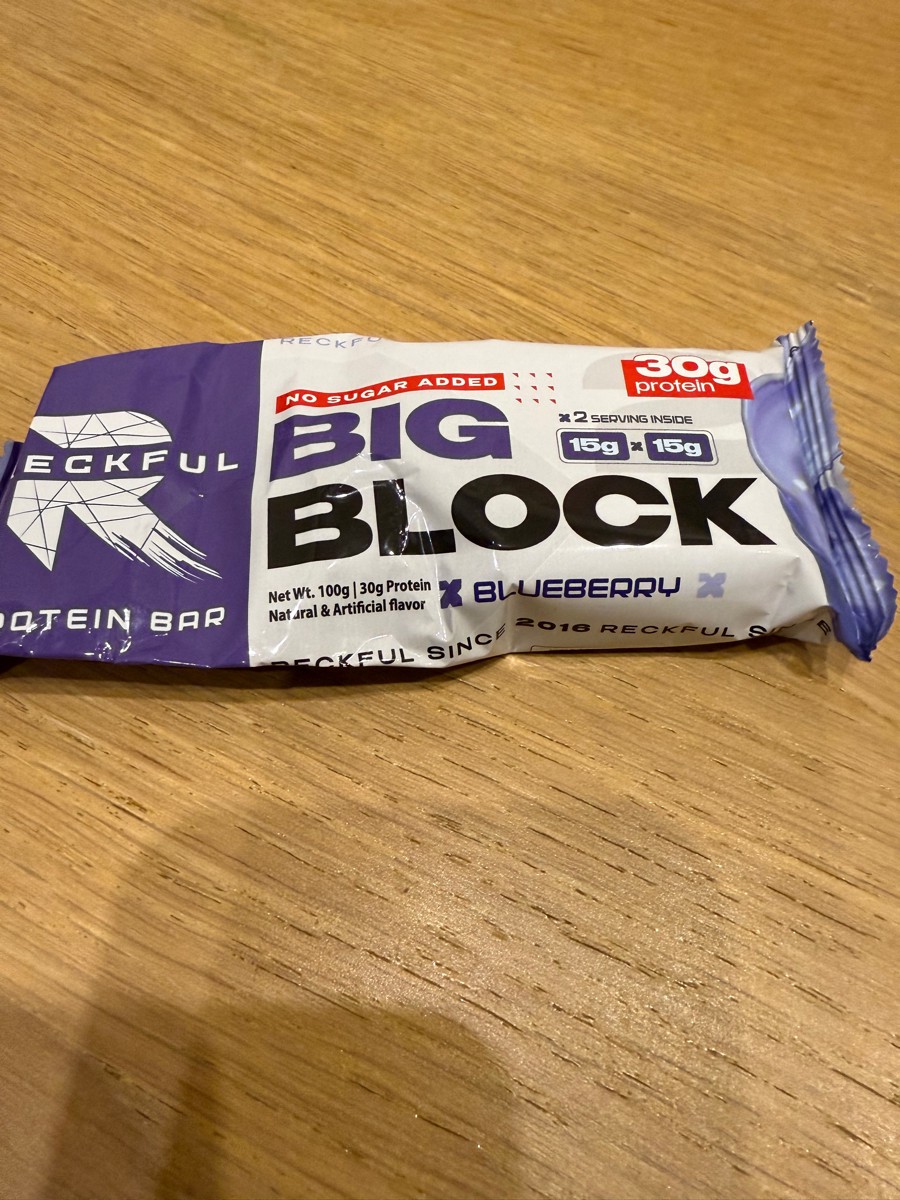 RECKFU
NO SUGAR ADDED
30g
protein
BIG
x 2 SERVING INSIDE
15g x 15g
BLOCK
RECKFUL
Net Wt. 100g | 30g Protein
Natural & Artificial flavor
BLUEBERRY
OTEIN BAR
RECKFUL SINCE 2016 RECKFUL